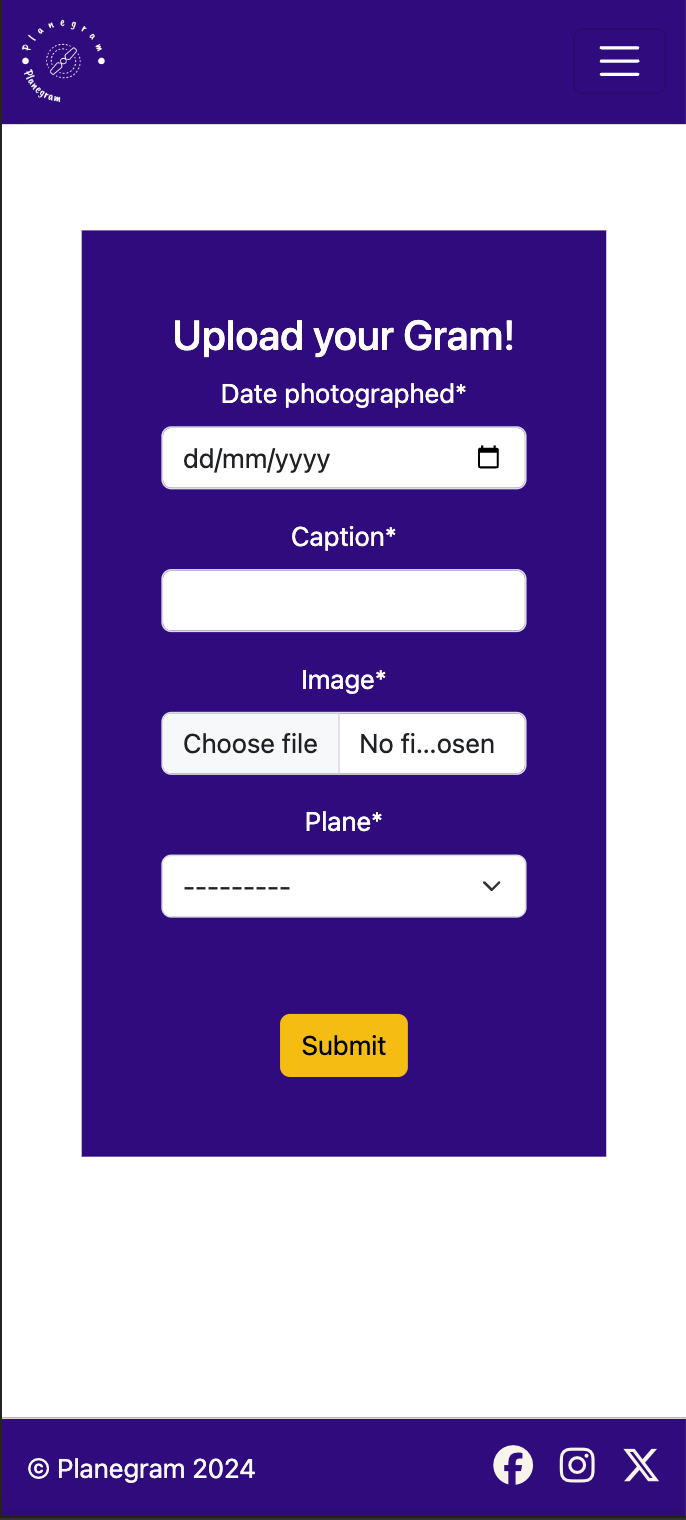 Planegram
Planegram
Upload your Gram!
Date photographed*
dd/mm/yyyy
Caption*
Image*
Choose file No fi...osen
Plane*
---------
Submit
© Planegram 2024